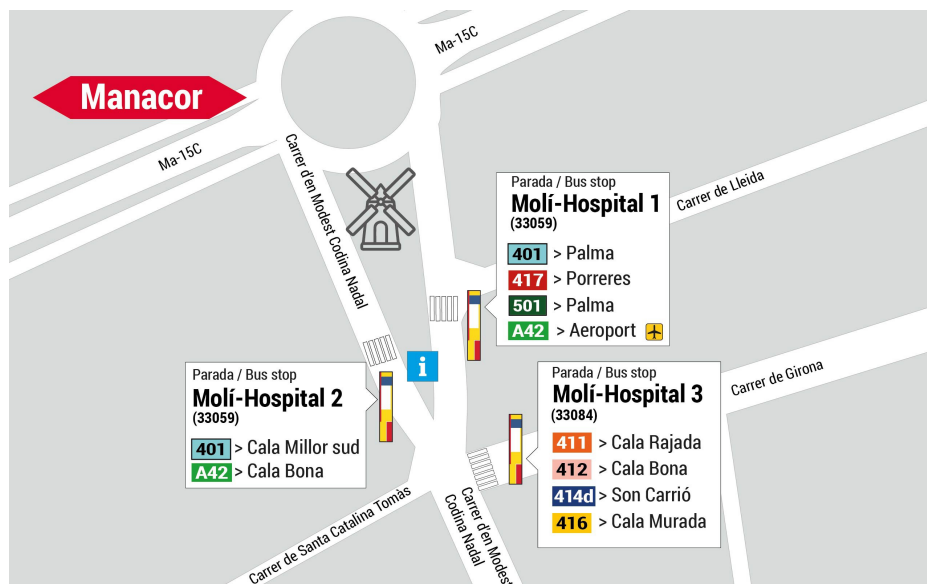 Manacor
Ma-15C
Ma-15C
Carrer d'en Modest Codina Nadal
Carrer de Lleida
Parada / Bus stop
Molí-Hospital 1
(33059)
401 > Palma
417 > Porreres
501 > Palma
A42 > Aeroport
i
Parada / Bus stop
Molí-Hospital 2
(33059)
401 > Cala Millor sud
A42 > Cala Bona
Parada / Bus stop
Molí-Hospital 3
(33084)
411 > Cala Rajada
412 > Cala Bona
414d > Son Carrió
416 > Cala Murada
Carrer de Girona
Carrer de Santa Catalina Tomàs
Carrer d'en Modest
Codina Nadal